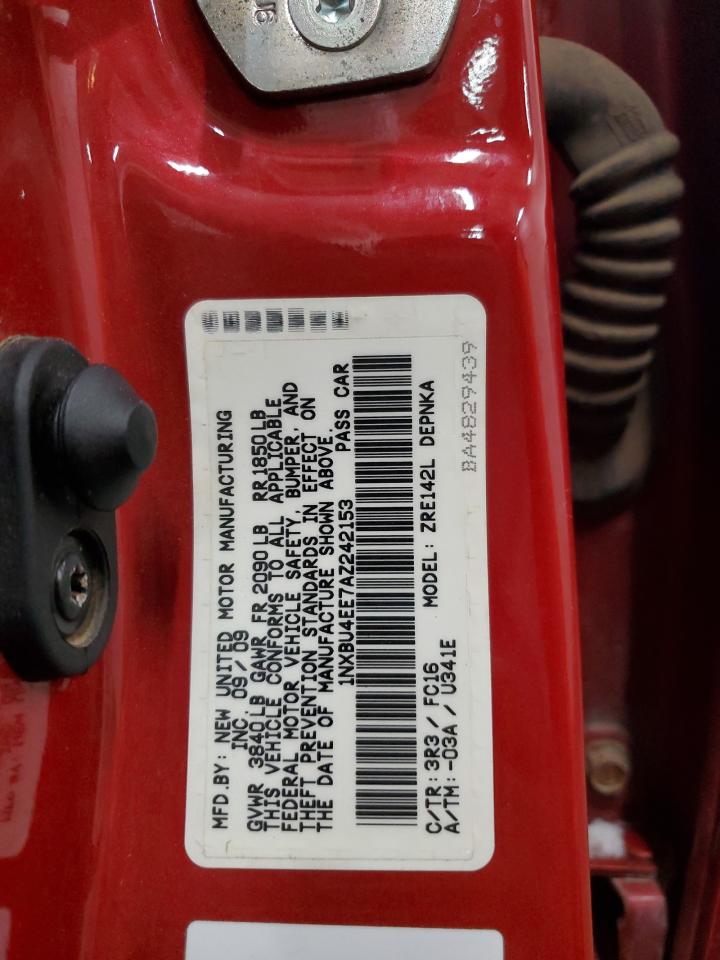 MFD.BY: NEW UNITED MOTOR MANUFACTURING
INC. 09/09
GVWR 3840LB GAWR FR 2090LB RR 1850LB
THIS VEHICLE CONFORMS TO ALL APPLICABLE
FEDERAL MOTOR VEHICLE SAFETY, BUMPER, AND
THEFT PREVENTION STANDARDS IN EFFECT ON
THE DATE OF MANUFACTURE SHOWN ABOVE.
1NXBU4EE7AZ242153 PASS CAR
C/TR: 3R3/FC16 MODEL: ZRE142L DEPNKA
A/TM: -03A/U341E
BA4829439